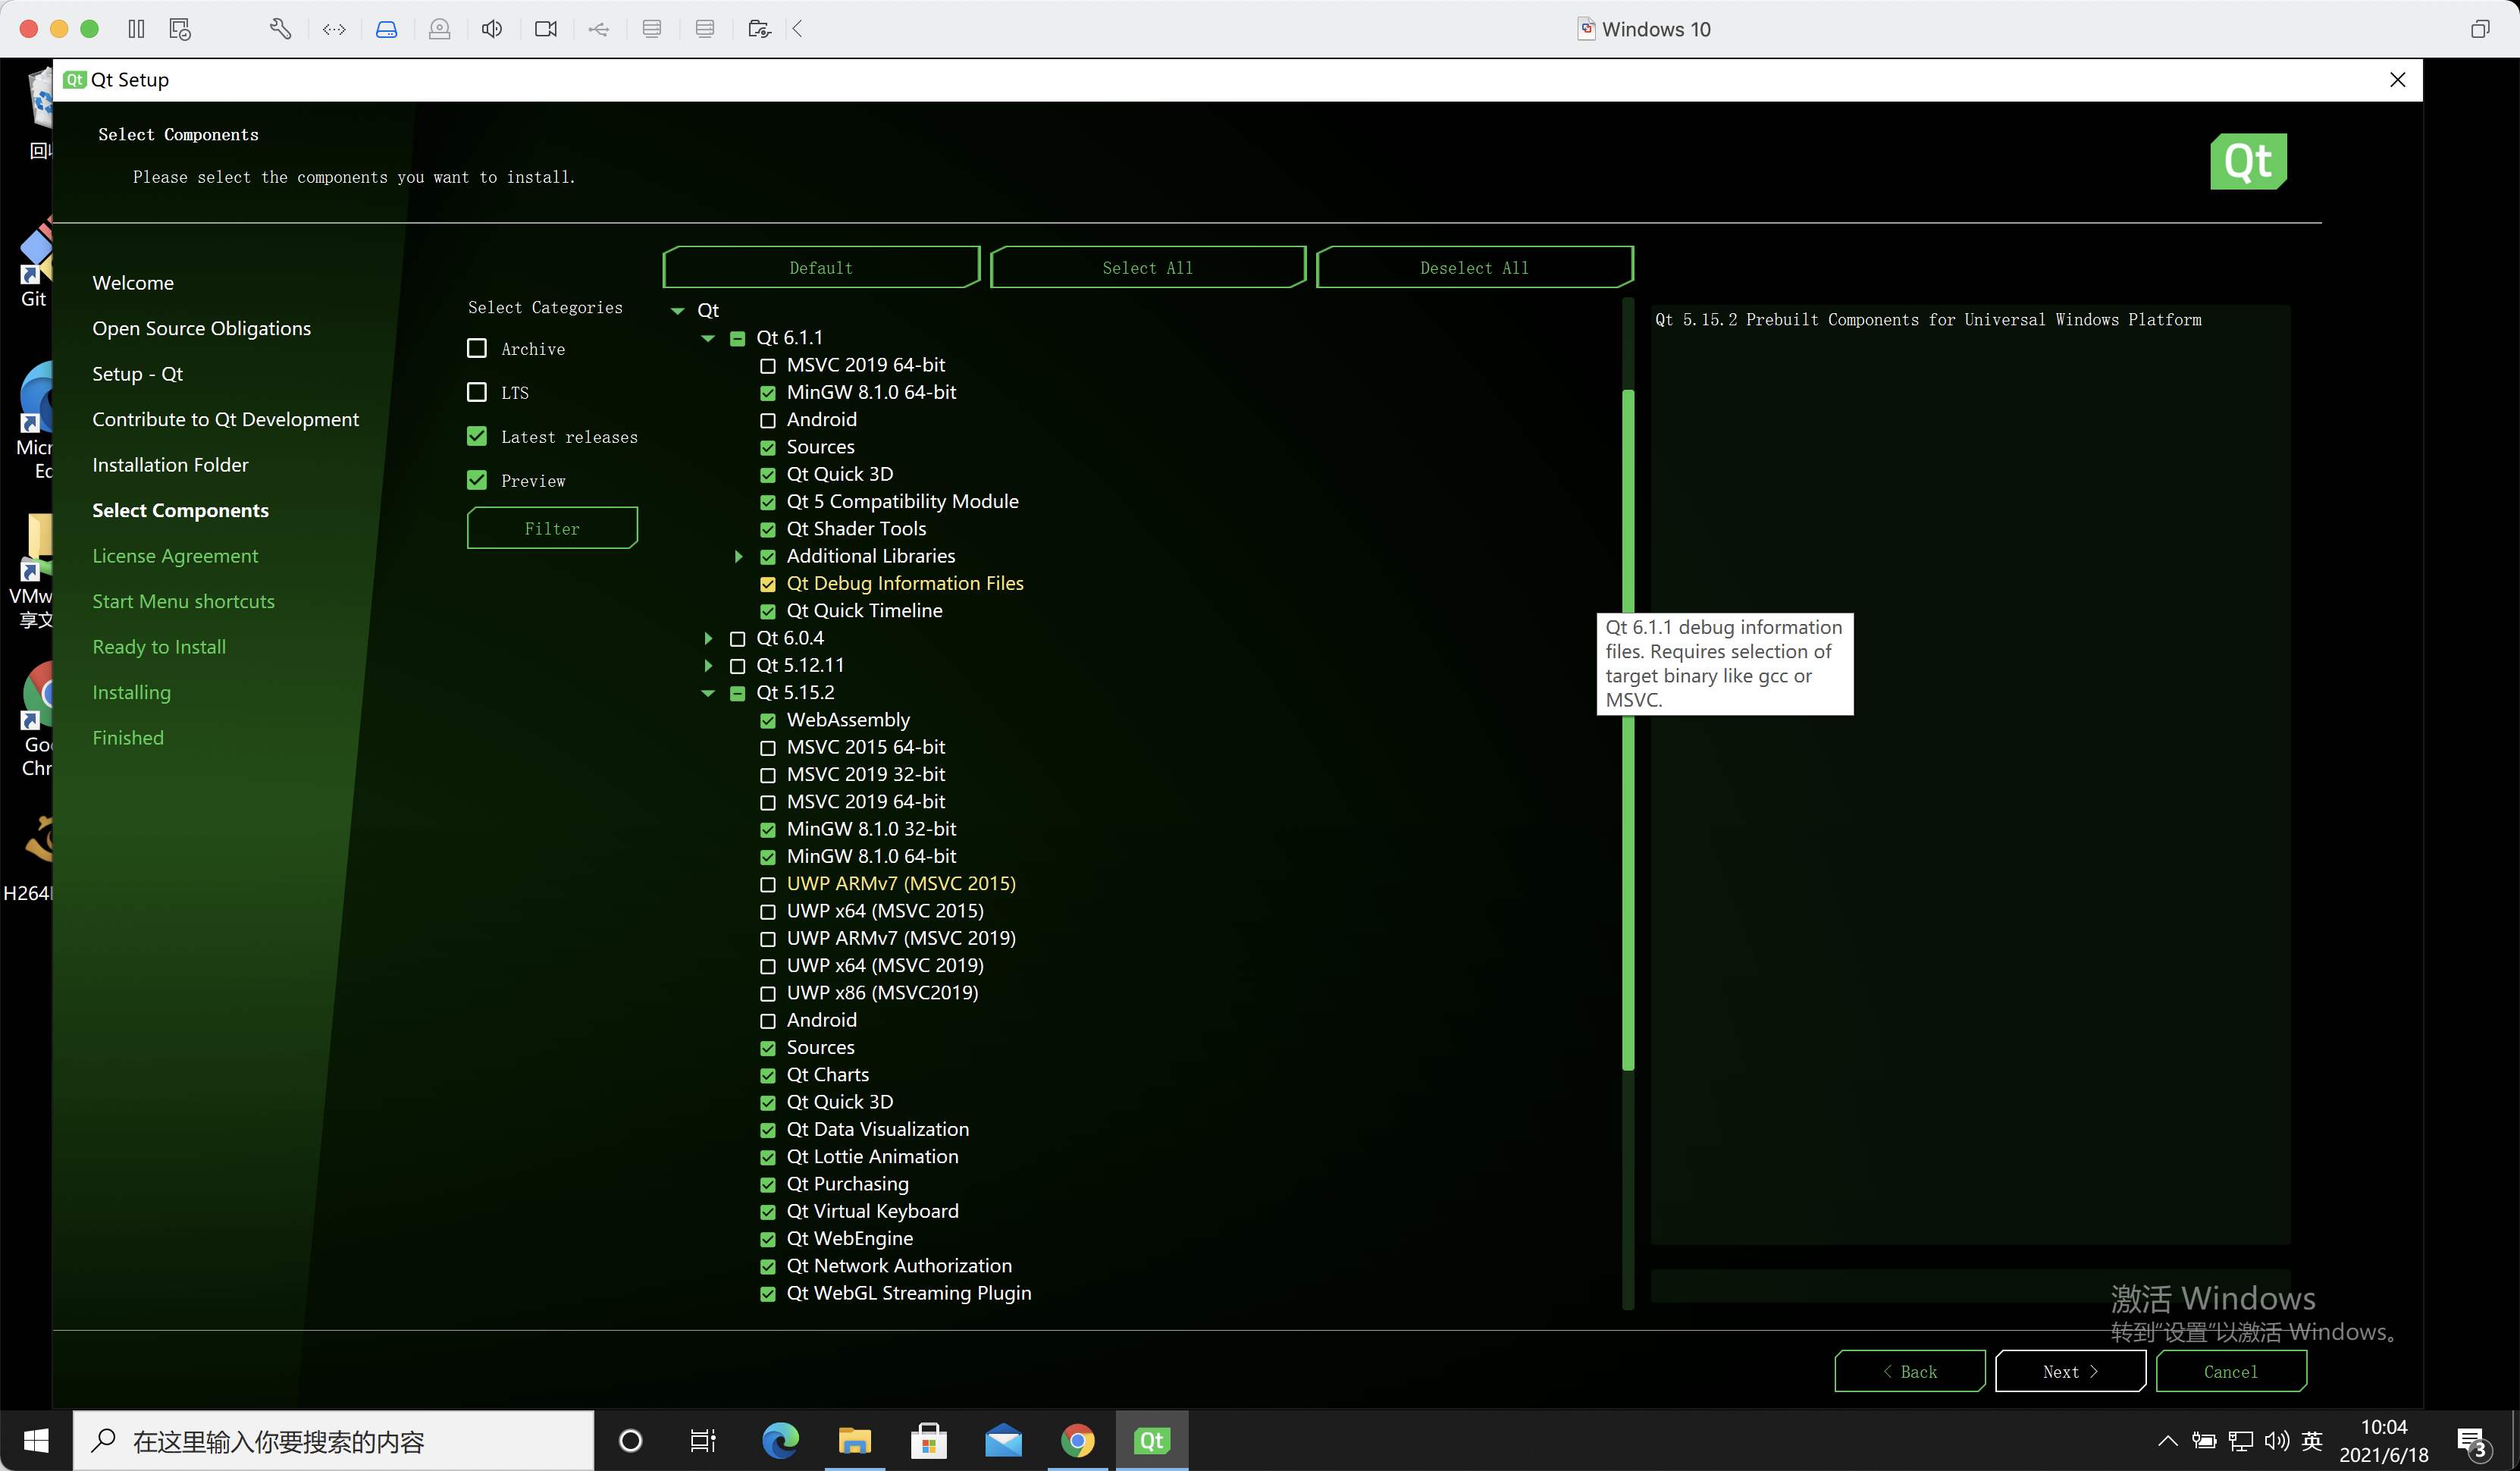 Windows 10
Qt Qt Setup
Select Components
Please select the components you want to install.
Qt
Welcome
Open Source Obligations
Setup - Qt
Contribute to Qt Development
Installation Folder
Select Components
License Agreement
Start Menu shortcuts
Ready to Install
Installing
Finished
Select Categories
Archive
LTS
Latest releases
Preview
Filter
Default
Select All
Deselect All
Qt
Qt 6.1.1
MSVC 2019 64-bit
MinGW 8.1.0 64-bit
Android
Sources
Qt Quick 3D
Qt 5 Compatibility Module
Qt Shader Tools
Additional Libraries
Qt Debug Information Files
Qt Quick Timeline
Qt 6.0.4
Qt 5.12.11
Qt 5.15.2
WebAssembly
MSVC 2015 64-bit
MSVC 2019 32-bit
MSVC 2019 64-bit
MinGW 8.1.0 32-bit
MinGW 8.1.0 64-bit
UWP ARMv7 (MSVC 2015)
UWP x64 (MSVC 2015)
UWP ARMv7 (MSVC 2019)
UWP x64 (MSVC 2019)
UWP x86 (MSVC2019)
Android
Sources
Qt Charts
Qt Quick 3D
Qt Data Visualization
Qt Lottie Animation
Qt Purchasing
Qt Virtual Keyboard
Qt WebEngine
Qt Network Authorization
Qt WebGL Streaming Plugin
Qt 5.15.2 Prebuilt Components for Universal Windows Platform
Qt 6.1.1 debug information
files. Requires selection of
target binary like gcc or
MSVC.
激活 Windows
转到“设置”以激活 Windows。
< Back
Next >
Cancel
Git
H264
在这里输入你要搜索的内容
Qt
英
10:04
2021/6/18
3